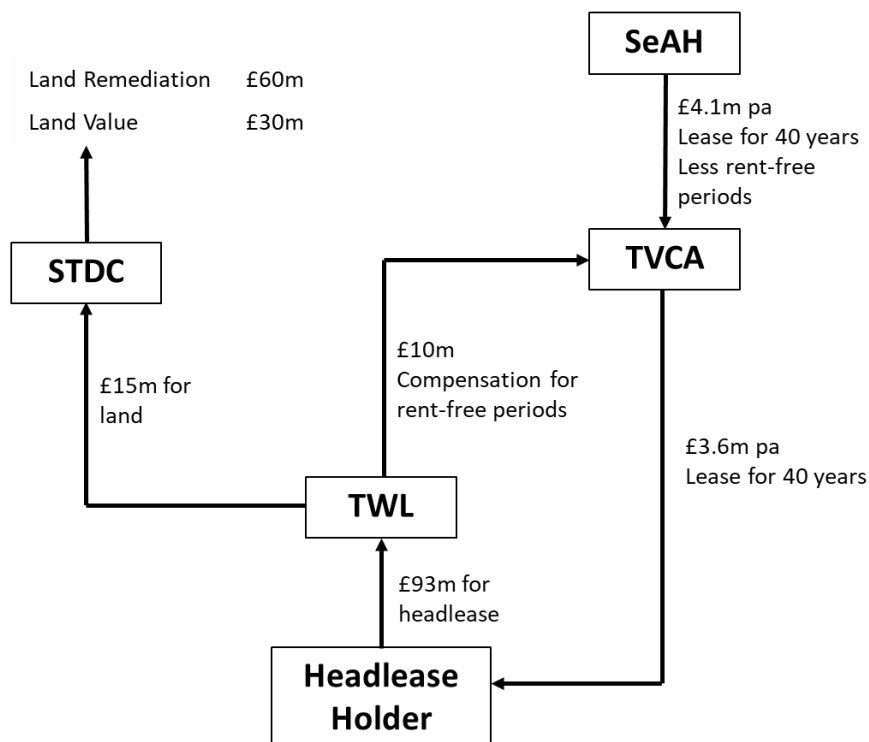 SeAH
Land Remediation £60m
Land Value £30m
£4.1m pa
Lease for 40 years
Less rent-free
periods
STDC
TVCA
£15m for
land
£10m
Compensation for
rent-free periods
£3.6m pa
Lease for 40 years
TWL
£93m for
headlease
Headlease
Holder